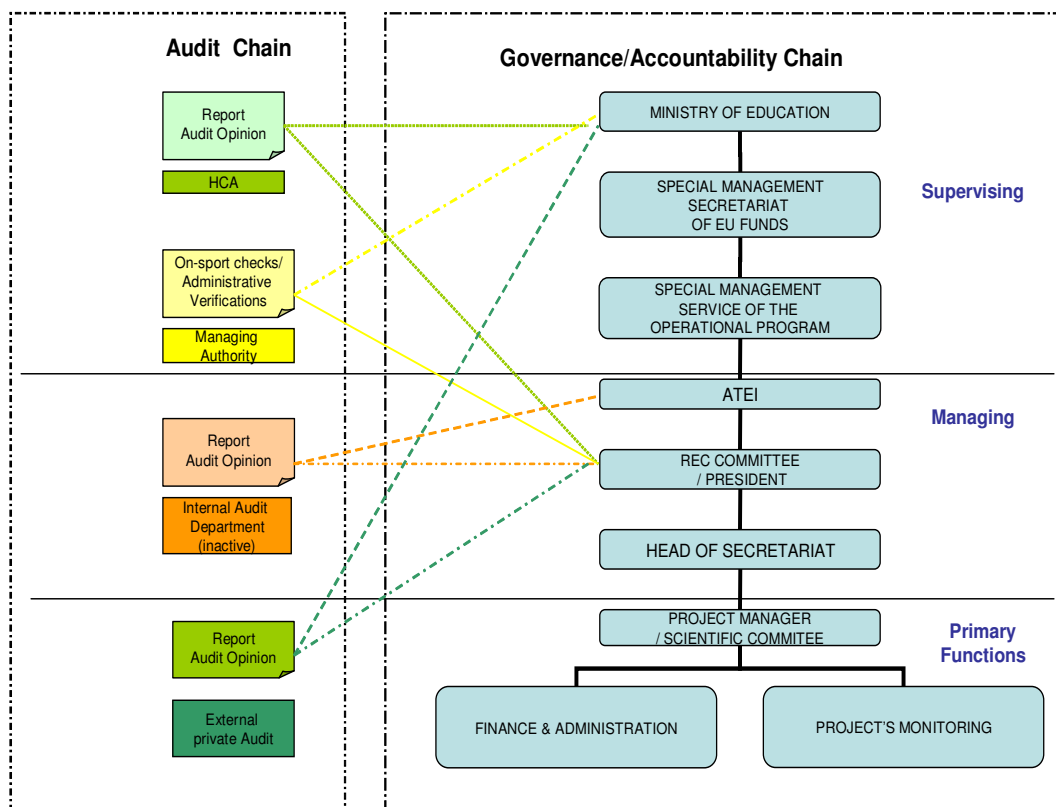 Audit Chain
Report
Audit Opinion
HCA
On-sport checks/
Administrative
Verifications
Managing
Authority
Report
Audit Opinion
Internal Audit
Department
(inactive)
Report
Audit Opinion
External
private Audit
Governance/Accountability Chain
MINISTRY OF EDUCATION
SPECIAL MANAGEMENT
SECRETARIAT
OF EU FUNDS
Supervising
SPECIAL MANAGEMENT
SERVICE OF THE
OPERATIONAL PROGRAM
ATEI
Managing
REC COMMITTEE
/ PRESIDENT
HEAD OF SECRETARIAT
PROJECT MANAGER
/ SCIENTIFIC COMMITEE
Primary
Functions
FINANCE & ADMINISTRATION
PROJECT'S MONITORING